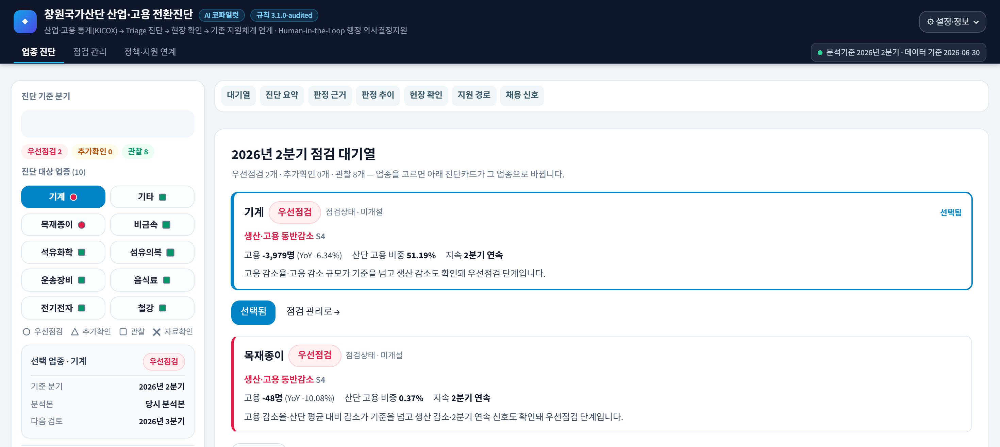 창원국가산단 산업·고용 전환진단 AI 코파일럿 규칙 3.1.0-audited
산업·고용 통계(KICOX) → Triage 진단 → 현장 확인 → 기존 지원체계 연계 · Human-in-the-Loop 행정 의사결정지원
설정·정보
업종 진단 점검 관리 정책·지원 연계
분석기준 2026년 2분기 · 데이터 기준 2026-06-30
진단 기준 분기
우선점검 2 추가확인 0 관찰 8
진단 대상 업종 (10)
기계 기타
목재종이 비금속
석유화학 섬유의복
운송장비 음식료
전기전자 철강
우선점검 추가확인 관찰 자료확인
선택 업종 · 기계 우선점검
기준 분기 2026년 2분기
분석본 당시 분석본
다음 검토 2026년 3분기
대기열 진단 요약 판정 근거 판정 추이 현장 확인 지원 경로 채용 신호
2026년 2분기 점검 대기열
우선점검 2개 · 추가확인 0개 · 관찰 8개 — 업종을 고르면 아래 진단카드가 그 업종으로 바뀝니다.
기계 우선점검 점검상태 · 미개설 선택됨
생산·고용 동반감소 S4
고용 -3,979명 (YoY -6.34%) 산단 고용 비중 51.19% 지속 2분기 연속
고용 감소율·고용 감소 규모가 기준을 넘고 생산 감소도 확인돼 우선점검 단계입니다.
선택됨 점검 관리로 →
목재종이 우선점검 점검상태 · 미개설
생산·고용 동반감소 S4
고용 -48명 (YoY -10.08%) 산단 고용 비중 0.37% 지속 2분기 연속
고용 감소율·산단 평균 대비 감소가 기준을 넘고 생산 감소·2분기 연속 신호도 확인돼 우선점검 단계입니다.